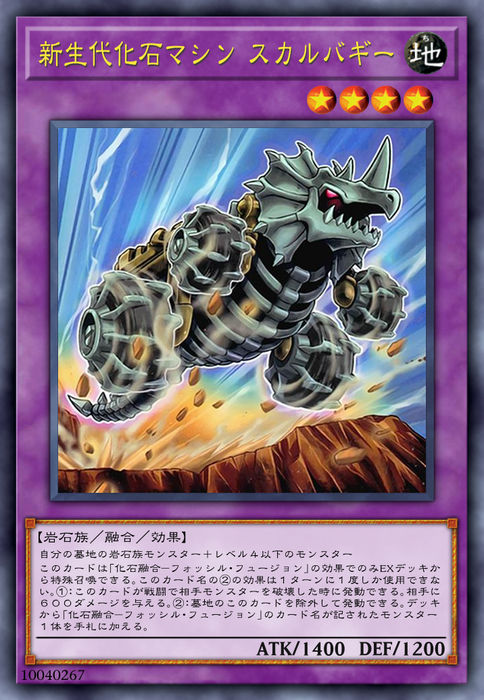 新生代化石マシン スカルバギー
地
ち
【岩石族／融合／効果】
自分の墓地の岩石族モンスター＋レベル４以下のモンスター
このカードは「化石融合－フォッシル・フュージョン」の効果でのみEXデッキか
ら特殊召喚できる。このカード名の②の効果は１ターンに１度しか使用できな
い。①：このカードが戦闘で相手モンスターを破壊した時に発動できる。相手に
６００ダメージを与える。②：墓地のこのカードを除外して発動できる。デッキ
から「化石融合－フォッシル・フュージョン」のカード名が記されたモンスター
１体を手札に加える。
ATK/1400 DEF/1200
10040267